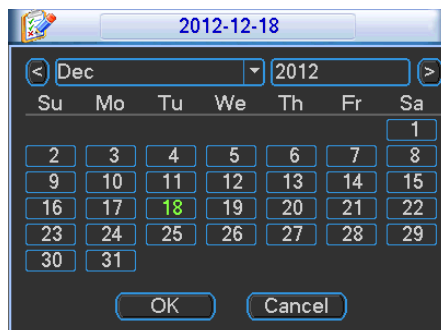 2012-12-18
< Dec 2012 >
Su Mo Tu We Th Fr Sa
1
2 3 4 5 6 7 8
9 10 11 12 13 14 15
16 17 18 19 20 21 22
23 24 25 26 27 28 29
30 31
OK Cancel